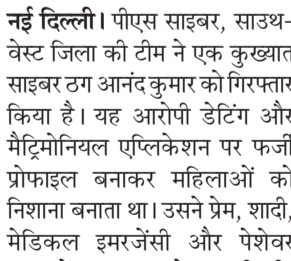 नई दिल्ली। पीएस साइबर, साउथ-
वेस्ट जिला की टीम ने एक कुख्यात
साइबर ठग आनंद कुमार को गिरफ्तार
किया है। यह आरोपी डेटिंग और
मैट्रिमोनियल एप्लिकेशन पर फर्जी
प्रोफाइल बनाकर महिलाओं को
निशाना बनाता था। उसने प्रेम, शादी,
मेडिकल इमरजेंसी और पेशेवर